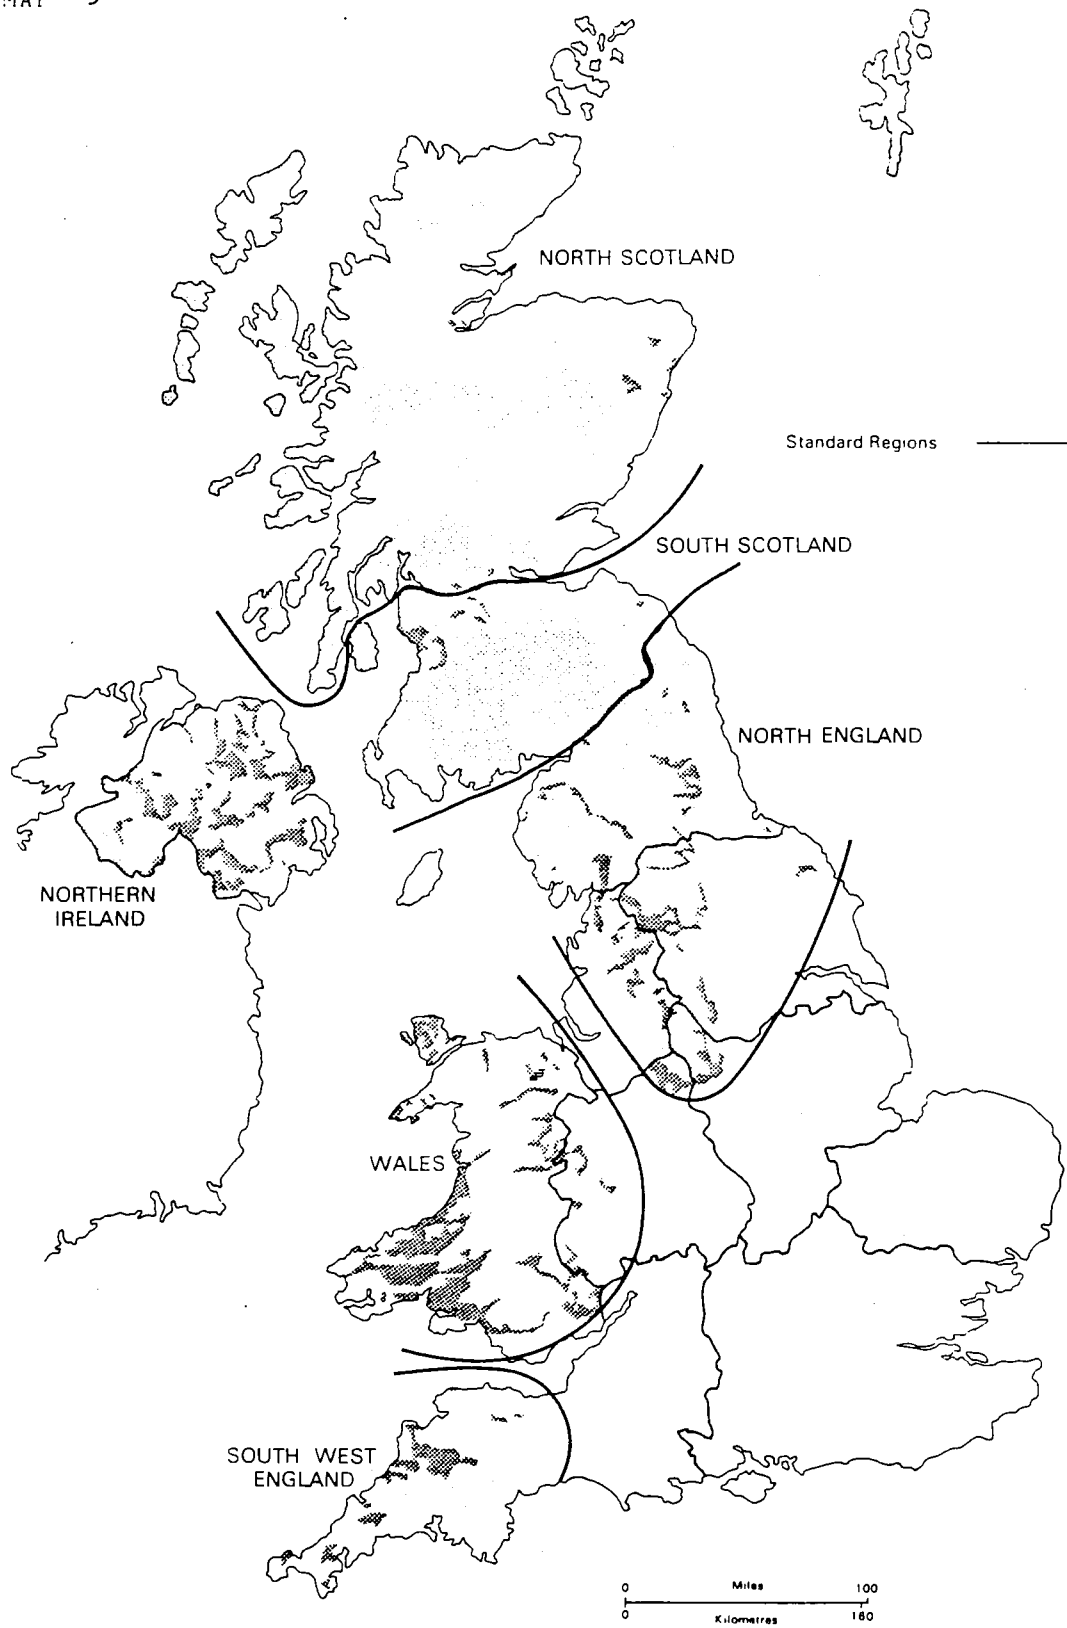 MAP 3
NORTH SCOTLAND
Standard Regions
SOUTH SCOTLAND
NORTH ENGLAND
NORTHERN
IRELAND
WALES
SOUTH WEST
ENGLAND
0 Miles 100
0 Kilometres 160